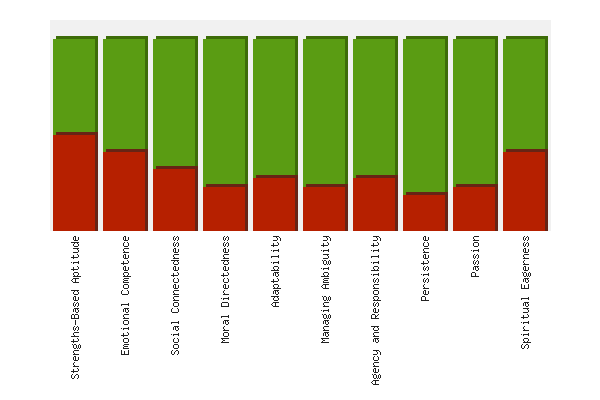 Strengths-Based Aptitude
Emotional Competence
Social Connectedness
Moral Directedness
Adaptability
Managing Ambiguity
Agency and Responsibility
Persistence
Passion
Spiritual Eagerness